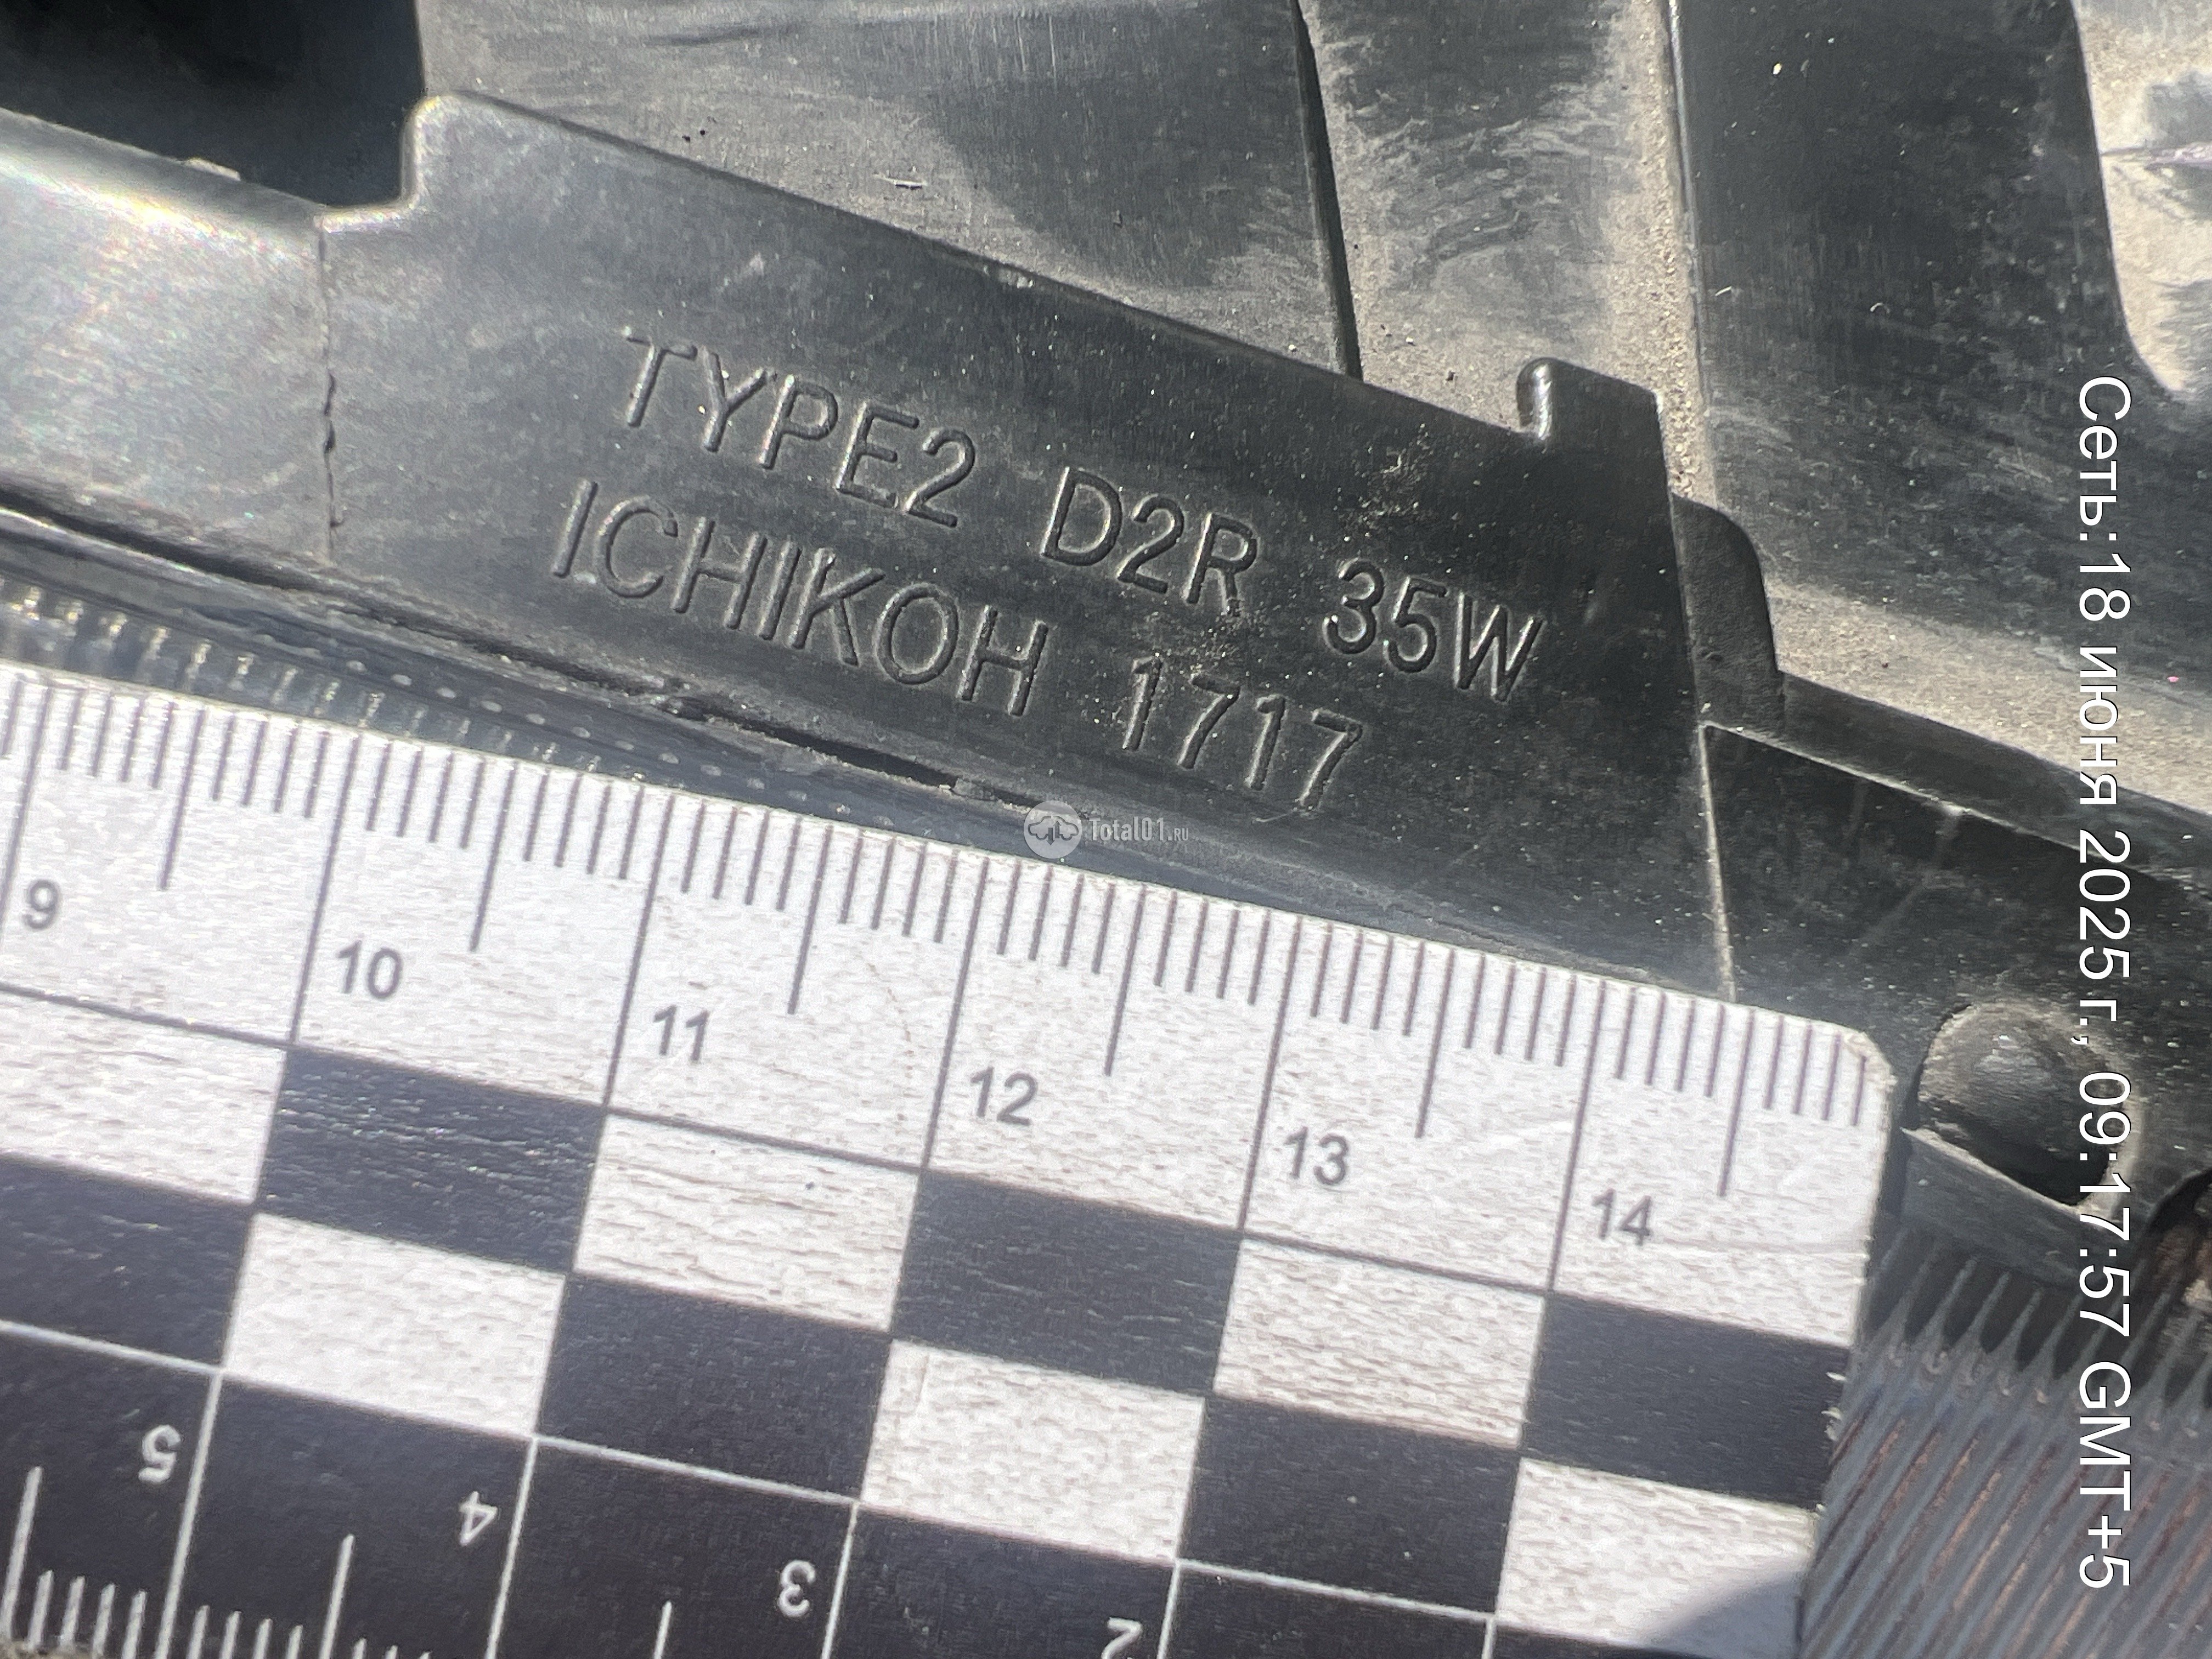 TYPE2 D2R 35W
ICHIKOH 1717
Total01.RU
9 10 11 12 13 14
5 4 3 2
Сеть:18 июня 2025 г., 09:17:57 GMT+5